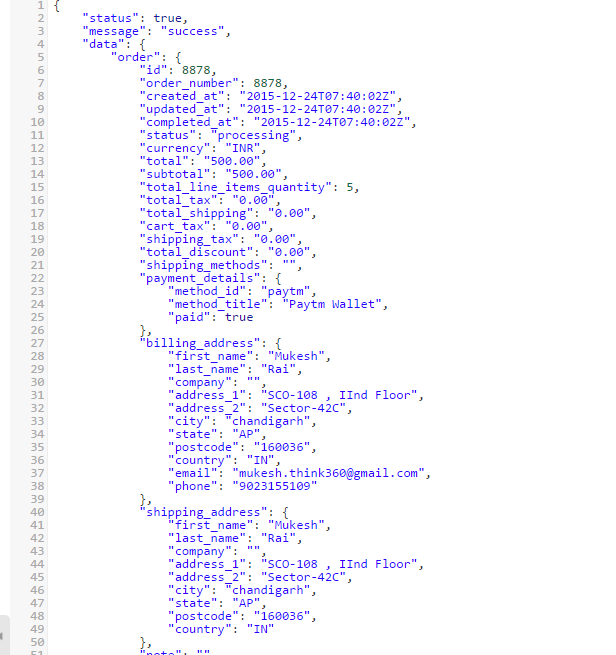 1 {
2 "status": true,
3 "message": "success",
4 "data": {
5 "order": {
6 "id": 8878,
7 "order_number": 8878,
8 "created_at": "2015-12-24T07:40:02Z",
9 "updated_at": "2015-12-24T07:40:02Z",
10 "completed_at": "2015-12-24T07:40:02Z",
11 "status": "processing",
12 "currency": "INR",
13 "total": "500.00",
14 "subtotal": "500.00",
15 "total_line_items_quantity": 5,
16 "total_tax": "0.00",
17 "total_shipping": "0.00",
18 "cart_tax": "0.00",
19 "shipping_tax": "0.00",
20 "total_discount": "0.00",
21 "shipping_methods": "",
22 "payment_details": {
23 "method_id": "paytm",
24 "method_title": "Paytm Wallet",
25 "paid": true
26 },
27 "billing_address": {
28 "first_name": "Mukesh",
29 "last_name": "Rai",
30 "company": "",
31 "address_1": "SCO-108 , IInd Floor",
32 "address_2": "Sector-42C",
33 "city": "chandigarh",
34 "state": "AP",
35 "postcode": "160036",
36 "country": "IN",
37 "email": "mukesh.think360@gmail.com",
38 "phone": "9023155109"
39 },
40 "shipping_address": {
41 "first_name": "Mukesh",
42 "last_name": "Rai",
43 "company": "",
44 "address_1": "SCO-108 , IInd Floor",
45 "address_2": "Sector-42C",
46 "city": "chandigarh",
47 "state": "AP",
48 "postcode": "160036",
49 "country": "IN"
50 },
51 "note": ""